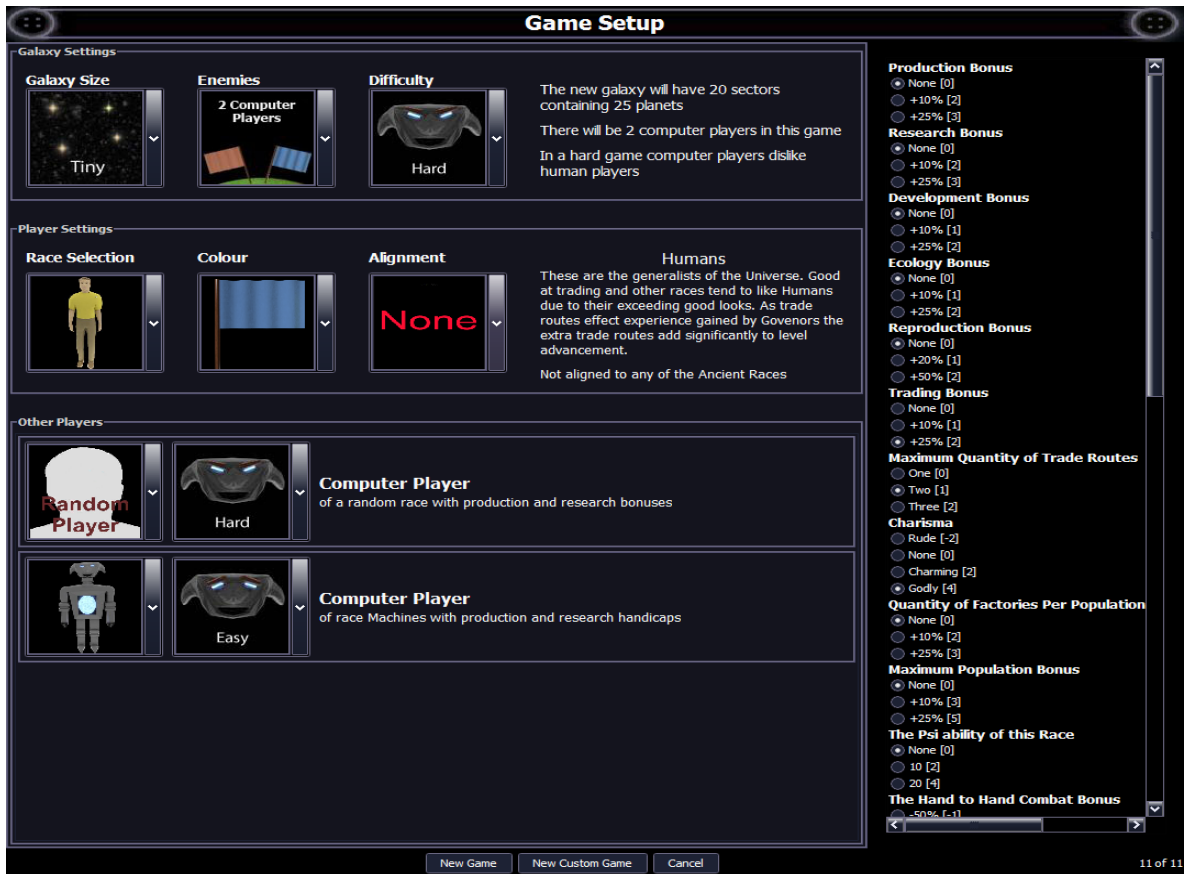 Game Setup
Galaxy Settings
Galaxy Size
Enemies
Difficulty
Tiny
2 Computer
Players
Hard
The new galaxy will have 20 sectors
containing 25 planets
There will be 2 computer players in this game
In a hard game computer players dislike
human players
Player Settings
Race Selection
Colour
Alignment
None
Humans
These are the generalists of the Universe. Good
at trading and other races tend to like Humans
due to their exceeding good looks. As trade
routes effect experience gained by Govenors the
extra trade routes add significantly to level
advancement.
Not aligned to any of the Ancient Races
Other Players
Random
Player
Hard
Computer Player
of a random race with production and research bonuses
Easy
Computer Player
of race Machines with production and research handicaps
Production Bonus
None [0]
+10% [2]
+25% [3]
Research Bonus
None [0]
+10% [2]
+25% [3]
Development Bonus
None [0]
+10% [1]
+25% [2]
Ecology Bonus
None [0]
+10% [1]
+25% [2]
Reproduction Bonus
None [0]
+20% [1]
+50% [2]
Trading Bonus
None [0]
+10% [1]
+25% [2]
Maximum Quantity of Trade Routes
One [0]
Two [1]
Three [2]
Charisma
Rude [-2]
None [0]
Charming [2]
Godly [4]
Quantity of Factories Per Population
None [0]
+10% [2]
+25% [3]
Maximum Population Bonus
None [0]
+10% [3]
+25% [5]
The Psi ability of this Race
None [0]
10 [2]
20 [4]
The Hand to Hand Combat Bonus
-50% [-1]
New Game
New Custom Game
Cancel
11 of 11